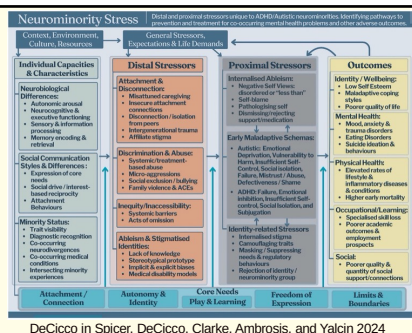 Neurominority Stress
Distal and proximal stressors unique to ADHD/Autistic neurominorities. Identifying pathways to
prevention and treatment for co-occurring mental health problems and other adverse outcomes.
Context, Environment,
Culture, Resources
General Stressors,
Expectations & Life Demands
Individual Capacities
& Characteristics
Neurobiological
Differences:
• Autonomic arousal
• Neurocognitive &
executive functioning
• Sensory & information
processing
• Memory encoding &
retrieval
Social Communication
Styles & Differences:
• Expression of core
needs
• Social drive / interest-
based reciprocity
• Attachment
Behaviours
Minority Status:
• Trait visibility
• Diagnostic recognition
• Co-occurring
neurodivergences
• Co-occurring medical
conditions
• Intersecting minority
experiences
Distal Stressors
Attachment &
Disconnection:
• Misattuned caregiving
• Insecure attachment
connections
• Disconnection / isolation
from peers
• Intergenerational trauma
• Affiliate stigma
Discrimination & Abuse:
• Systemic/treatment-
based abuse
• Micro-aggressions
• Social exclusion / bullying
• Family violence & ACEs
Inequity/Inaccessibility:
• Systemic barriers
• Acts of omission
Ableism & Stigmatised
Identities:
• Lack of knowledge
• Stereotypical prototype
• Implicit & explicit biases
• Medical disability models
Proximal Stressors
Internalised Ableism:
• Negative Self Views:
disordered or "less than"
• Self-blame
• Pathologising self
• Dismissing/rejecting
support/medication
Early Maladaptive Schemas:
• Autistic: Emotional
Deprivation, Vulnerability to
Harm, Insufficient Self-
Control, Social Isolation,
Failure, Mistrust / Abuse,
Defectiveness / Shame
• ADHD: Failure, Emotional
Inhibition, Insufficient Self-
control, Social Isolation, and
Subjugation
Identity-related Stressors
• Internalised stigma
• Camouflaging traits
• Masking / Suppressing
needs & regulatory
behaviours
• Rejection of identity /
neurominority group
Outcomes
Identity / Wellbeing:
• Low Self Esteem
• Maladaptive coping
styles
• Poorer quality of life
Mental Health:
• Mood, anxiety &
trauma disorders
• Eating Disorders
• Suicide ideation &
behaviours
Physical Health:
• Elevated rates of
lifestyle &
inflammatory diseases
& conditions
• Higher early mortality
Occupational/Learning:
• Specialised skill loss
• Poorer academic
outcomes &
employment
prospects
Social:
• Poorer quality &
quantity of social
support/connections
Core Needs
Attachment /
Connection
Autonomy &
Identity
Play & Learning
Freedom of
Expression
Limits &
Boundaries
DeCicco in Spicer, DeCicco, Clarke, Ambrosis, and Yalcin 2024